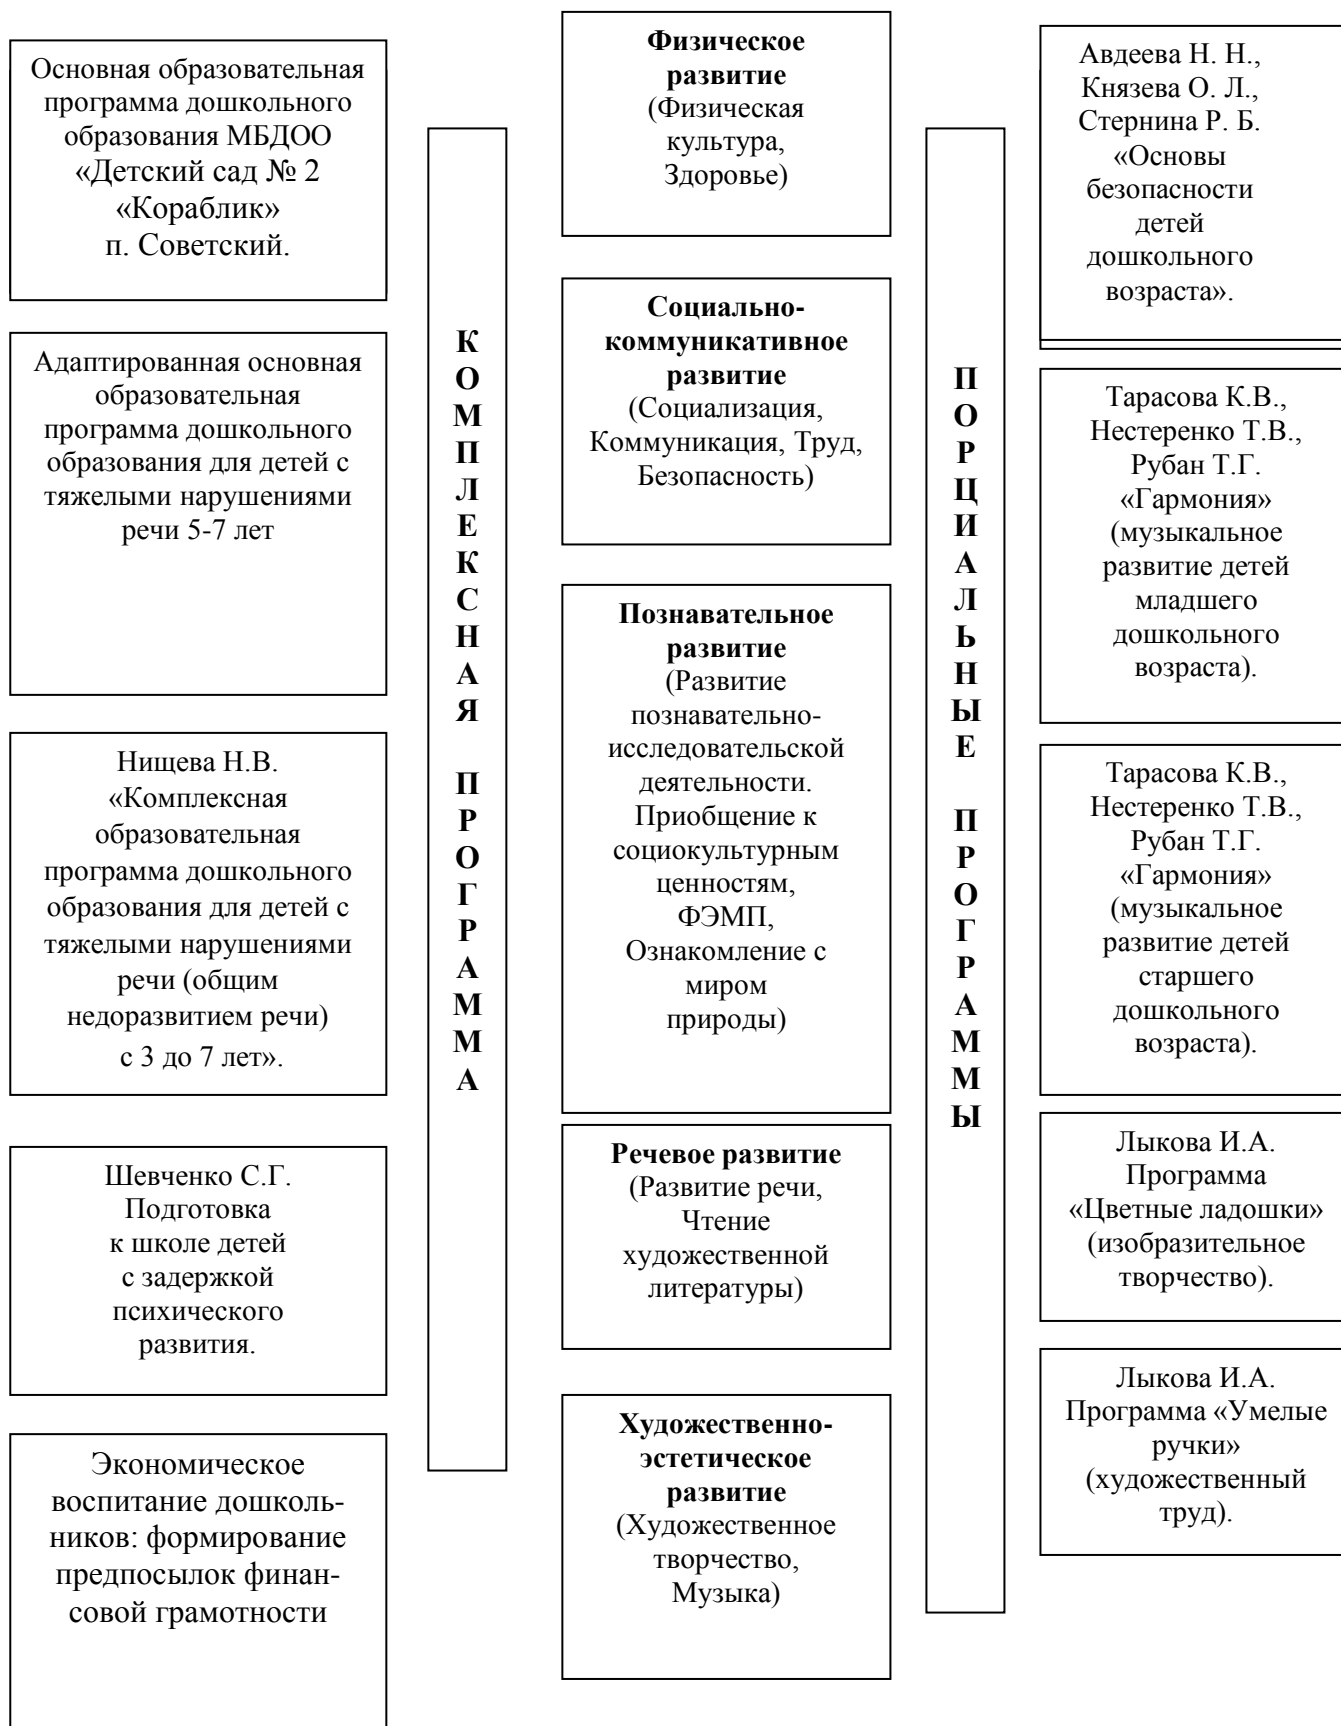 Основная образовательная
программа дошкольного
образования МБДОО
«Детский сад № 2
«Кораблик»
п. Советский.
Адаптированная основная
образовательная
программа дошкольного
образования для детей с
тяжелыми нарушениями
речи 5-7 лет
Нищева Н.В.
«Комплексная
образовательная
программа дошкольного
образования для детей с
тяжелыми нарушениями
речи (общим
недоразвитием речи)
с 3 до 7 лет».
Шевченко С.Г.
Подготовка
к школе детей
с задержкой
психического
развития.
Экономическое
воспитание дошколь-
ников: формирование
предпосылок финан-
совой грамотности
КОМПЛЕКСНАЯ ПРОГРАММА
Физическое
развитие
(Физическая
культура,
Здоровье)
Социально-
коммуникативное
развитие
(Социализация,
Коммуникация, Труд,
Безопасность)
Познавательное
развитие
(Развитие
познавательно-
исследовательской
деятельности.
Приобщение к
социокультурным
ценностям,
ФЭМП,
Ознакомление с
миром
природы)
Речевое развитие
(Развитие речи,
Чтение
художественной
литературы)
Художественно-
эстетическое
развитие
(Художественное
творчество,
Музыка)
ПОРЦИАЛЬНЫЕ ПРОГРАММЫ
Авдеева Н. Н.,
Князева О. Л.,
Стернина Р. Б.
«Основы
безопасности
детей
дошкольного
возраста».
Тарасова К.В.,
Нестеренко Т.В.,
Рубан Т.Г.
«Гармония»
(музыкальное
развитие детей
младшего
дошкольного
возраста).
Тарасова К.В.,
Нестеренко Т.В.,
Рубан Т.Г.
«Гармония»
(музыкальное
развитие детей
старшего
дошкольного
возраста).
Лыкова И.А.
Программа
«Цветные ладошки»
(изобразительное
творчество).
Лыкова И.А.
Программа «Умелые
ручки»
(художественный
труд).